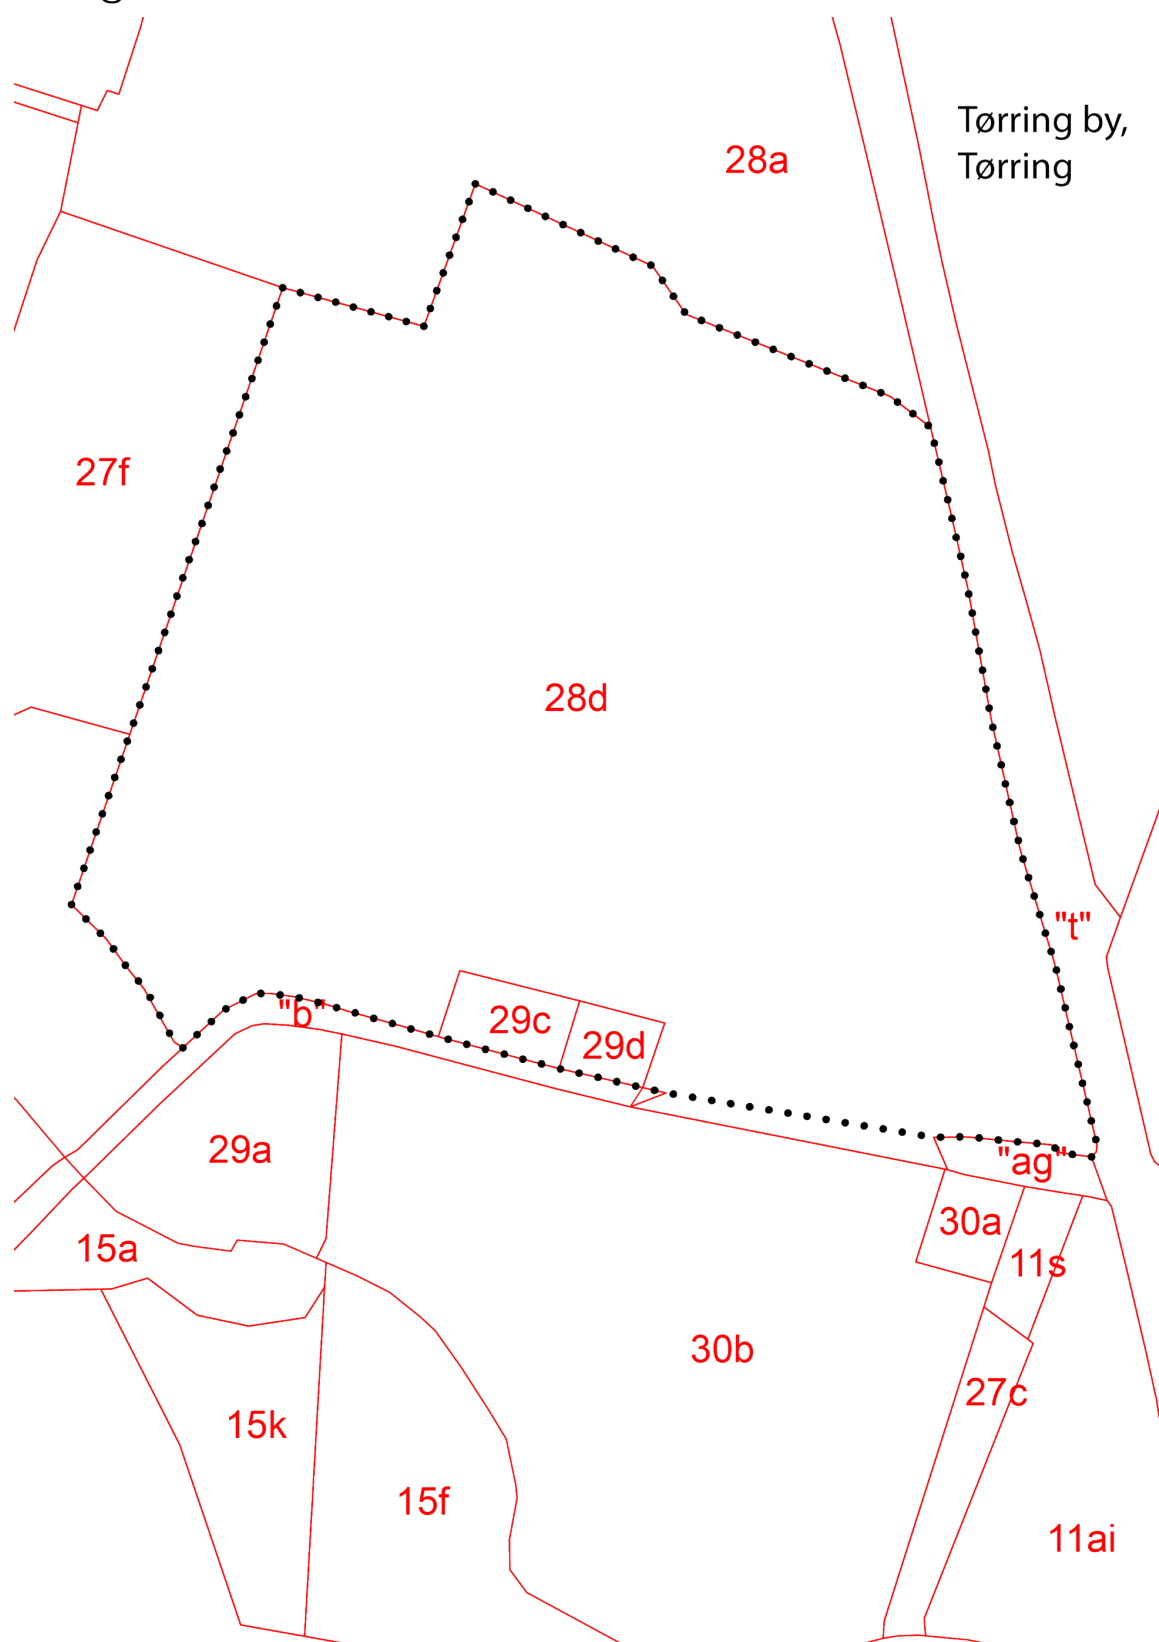 Tørring by,
28a
Tørring
27f
28d
"t"
"b"
29c
29d
29a
"ag"
30a
15a
11s
30b
27c
15k
15f
11ai